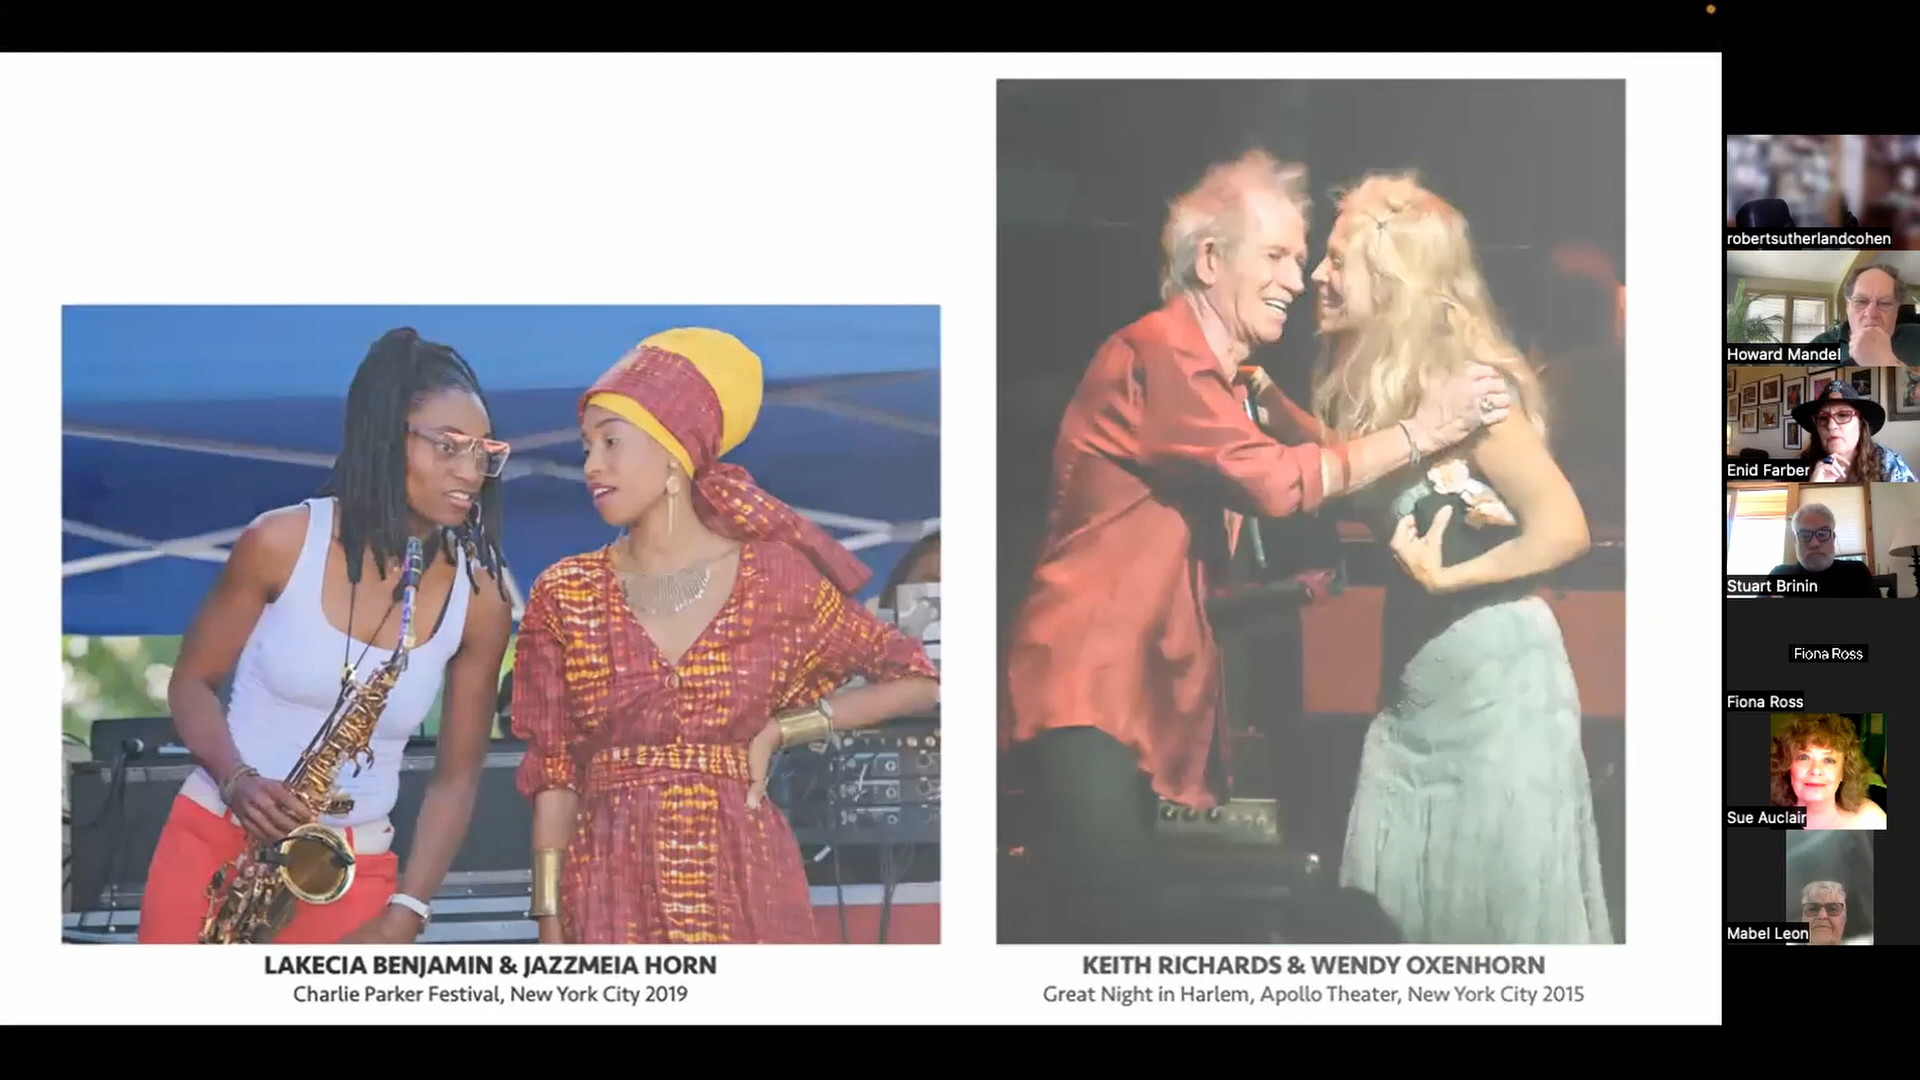 LAKECIA BENJAMIN & JAZZMEIA HORN
Charlie Parker Festival, New York City 2019
KEITH RICHARDS & WENDY OXENHORN
Great Night in Harlem, Apollo Theater, New York City 2015
robertsutherlandcohen
Howard Mandel
Enid Farber
Stuart Brinin
Fiona Ross
Fiona Ross
Sue Auclair
Mabel Leon